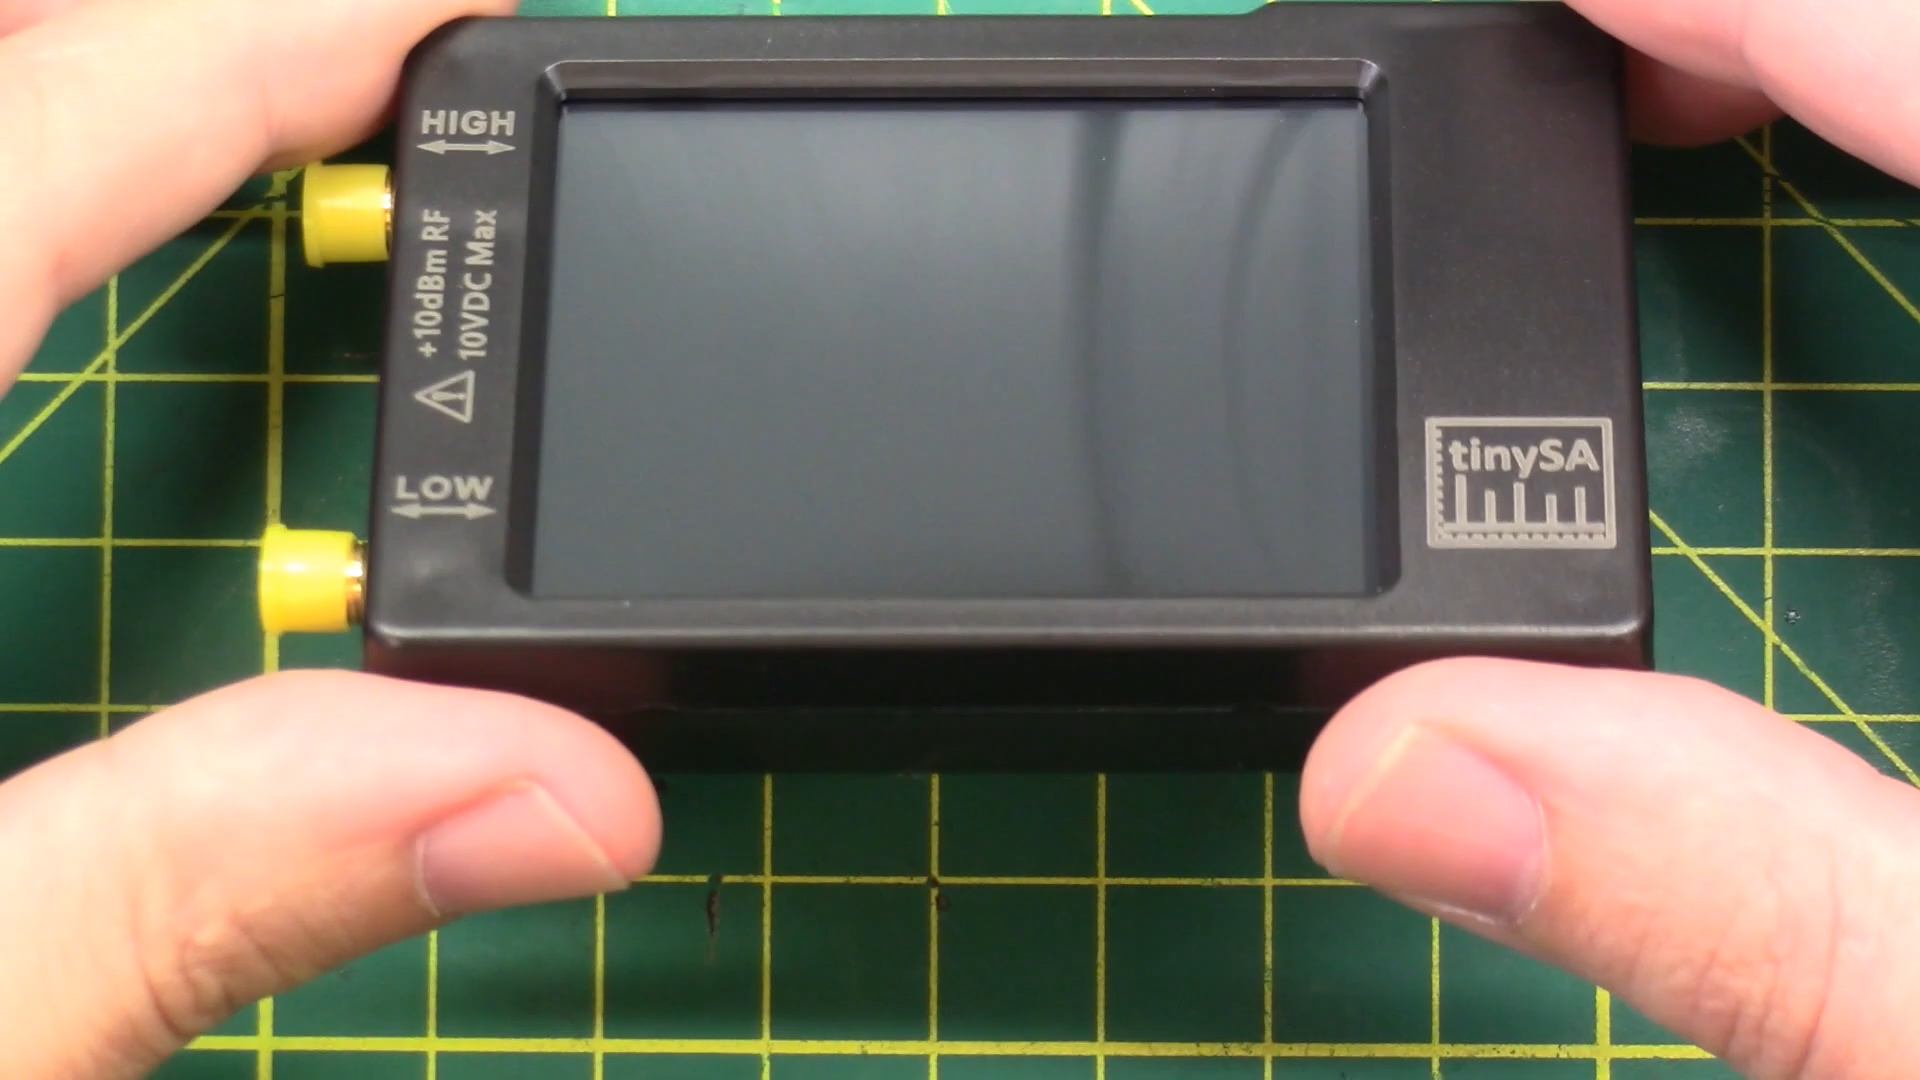 HIGH
+10dBm RF
10VDC Max
LOW
tinySA